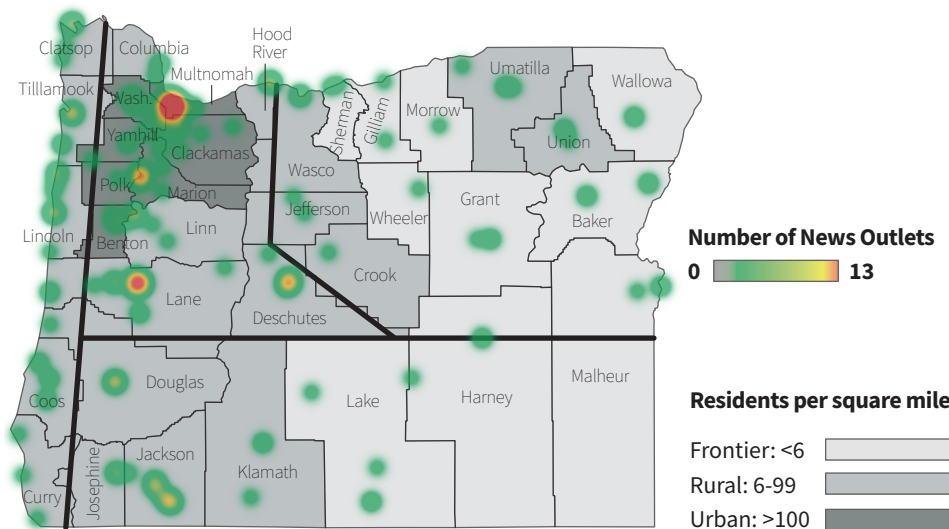 Hood
River
Clatsop
Columbia
Multnomah
Tilllamook
Wash.
Umatilla
Wallowa
Morrow
Sherman
Gilliam
Yamhill
Clackamas
Union
Wasco
Polk
Marion
Grant
Jefferson
Wheeler
Baker
Lincoln
Benton
Linn
Crook
Lane
Deschutes
Number of News Outlets
0 13
Douglas
Malheur
Coos
Lake
Harney
Residents per square mile
Frontier: <6
Rural: 6-99
Urban: >100
Josephine
Jackson
Klamath
Curry